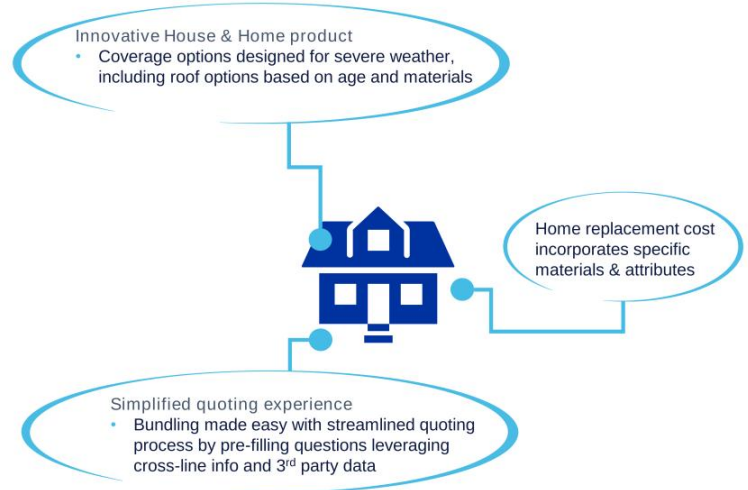 Innovative House & Home product
• Coverage options designed for severe weather,
including roof options based on age and materials
Home replacement cost
incorporates specific
materials & attributes
Simplified quoting experience
• Bundling made easy with streamlined quoting
process by pre-filling questions leveraging
cross-line info and 3rd party data